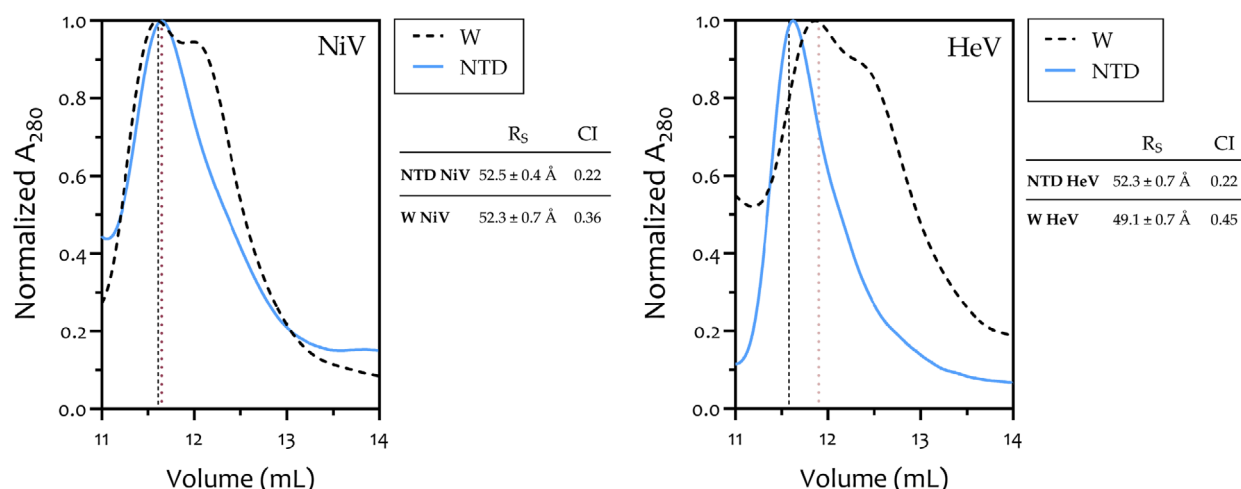 NiV
W
NTD
Normalized A₂₈₀
1.0
0.8
0.6
0.4
0.2
0.0
11
12
13
14
Volume (mL)
R_S CI
NTD NiV 52.5 ± 0.4 Å 0.22
W NiV 52.3 ± 0.7 Å 0.36
HeV
W
NTD
Normalized A₂₈₀
1.0
0.8
0.6
0.4
0.2
0.0
11
12
13
14
Volume (mL)
R_S CI
NTD HeV 52.3 ± 0.7 Å 0.22
W HeV 49.1 ± 0.7 Å 0.45